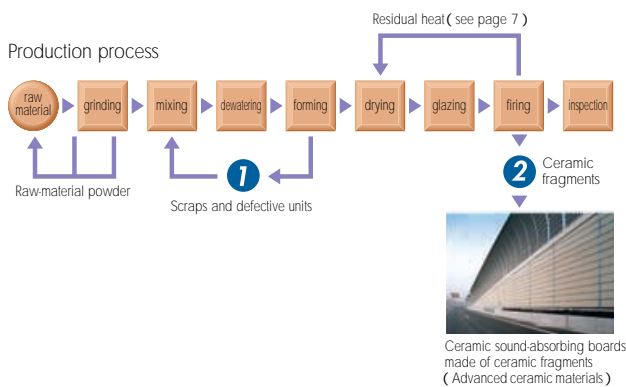 Residual heat ( see page 7 )
Production process
raw
material
grinding
mixing
dewatering
forming
drying
glazing
firing
inspection
Raw-material powder
1
Scraps and defective units
2
Ceramic
fragments
Ceramic sound-absorbing boards
made of ceramic fragments
( Advanced ceramic materials )